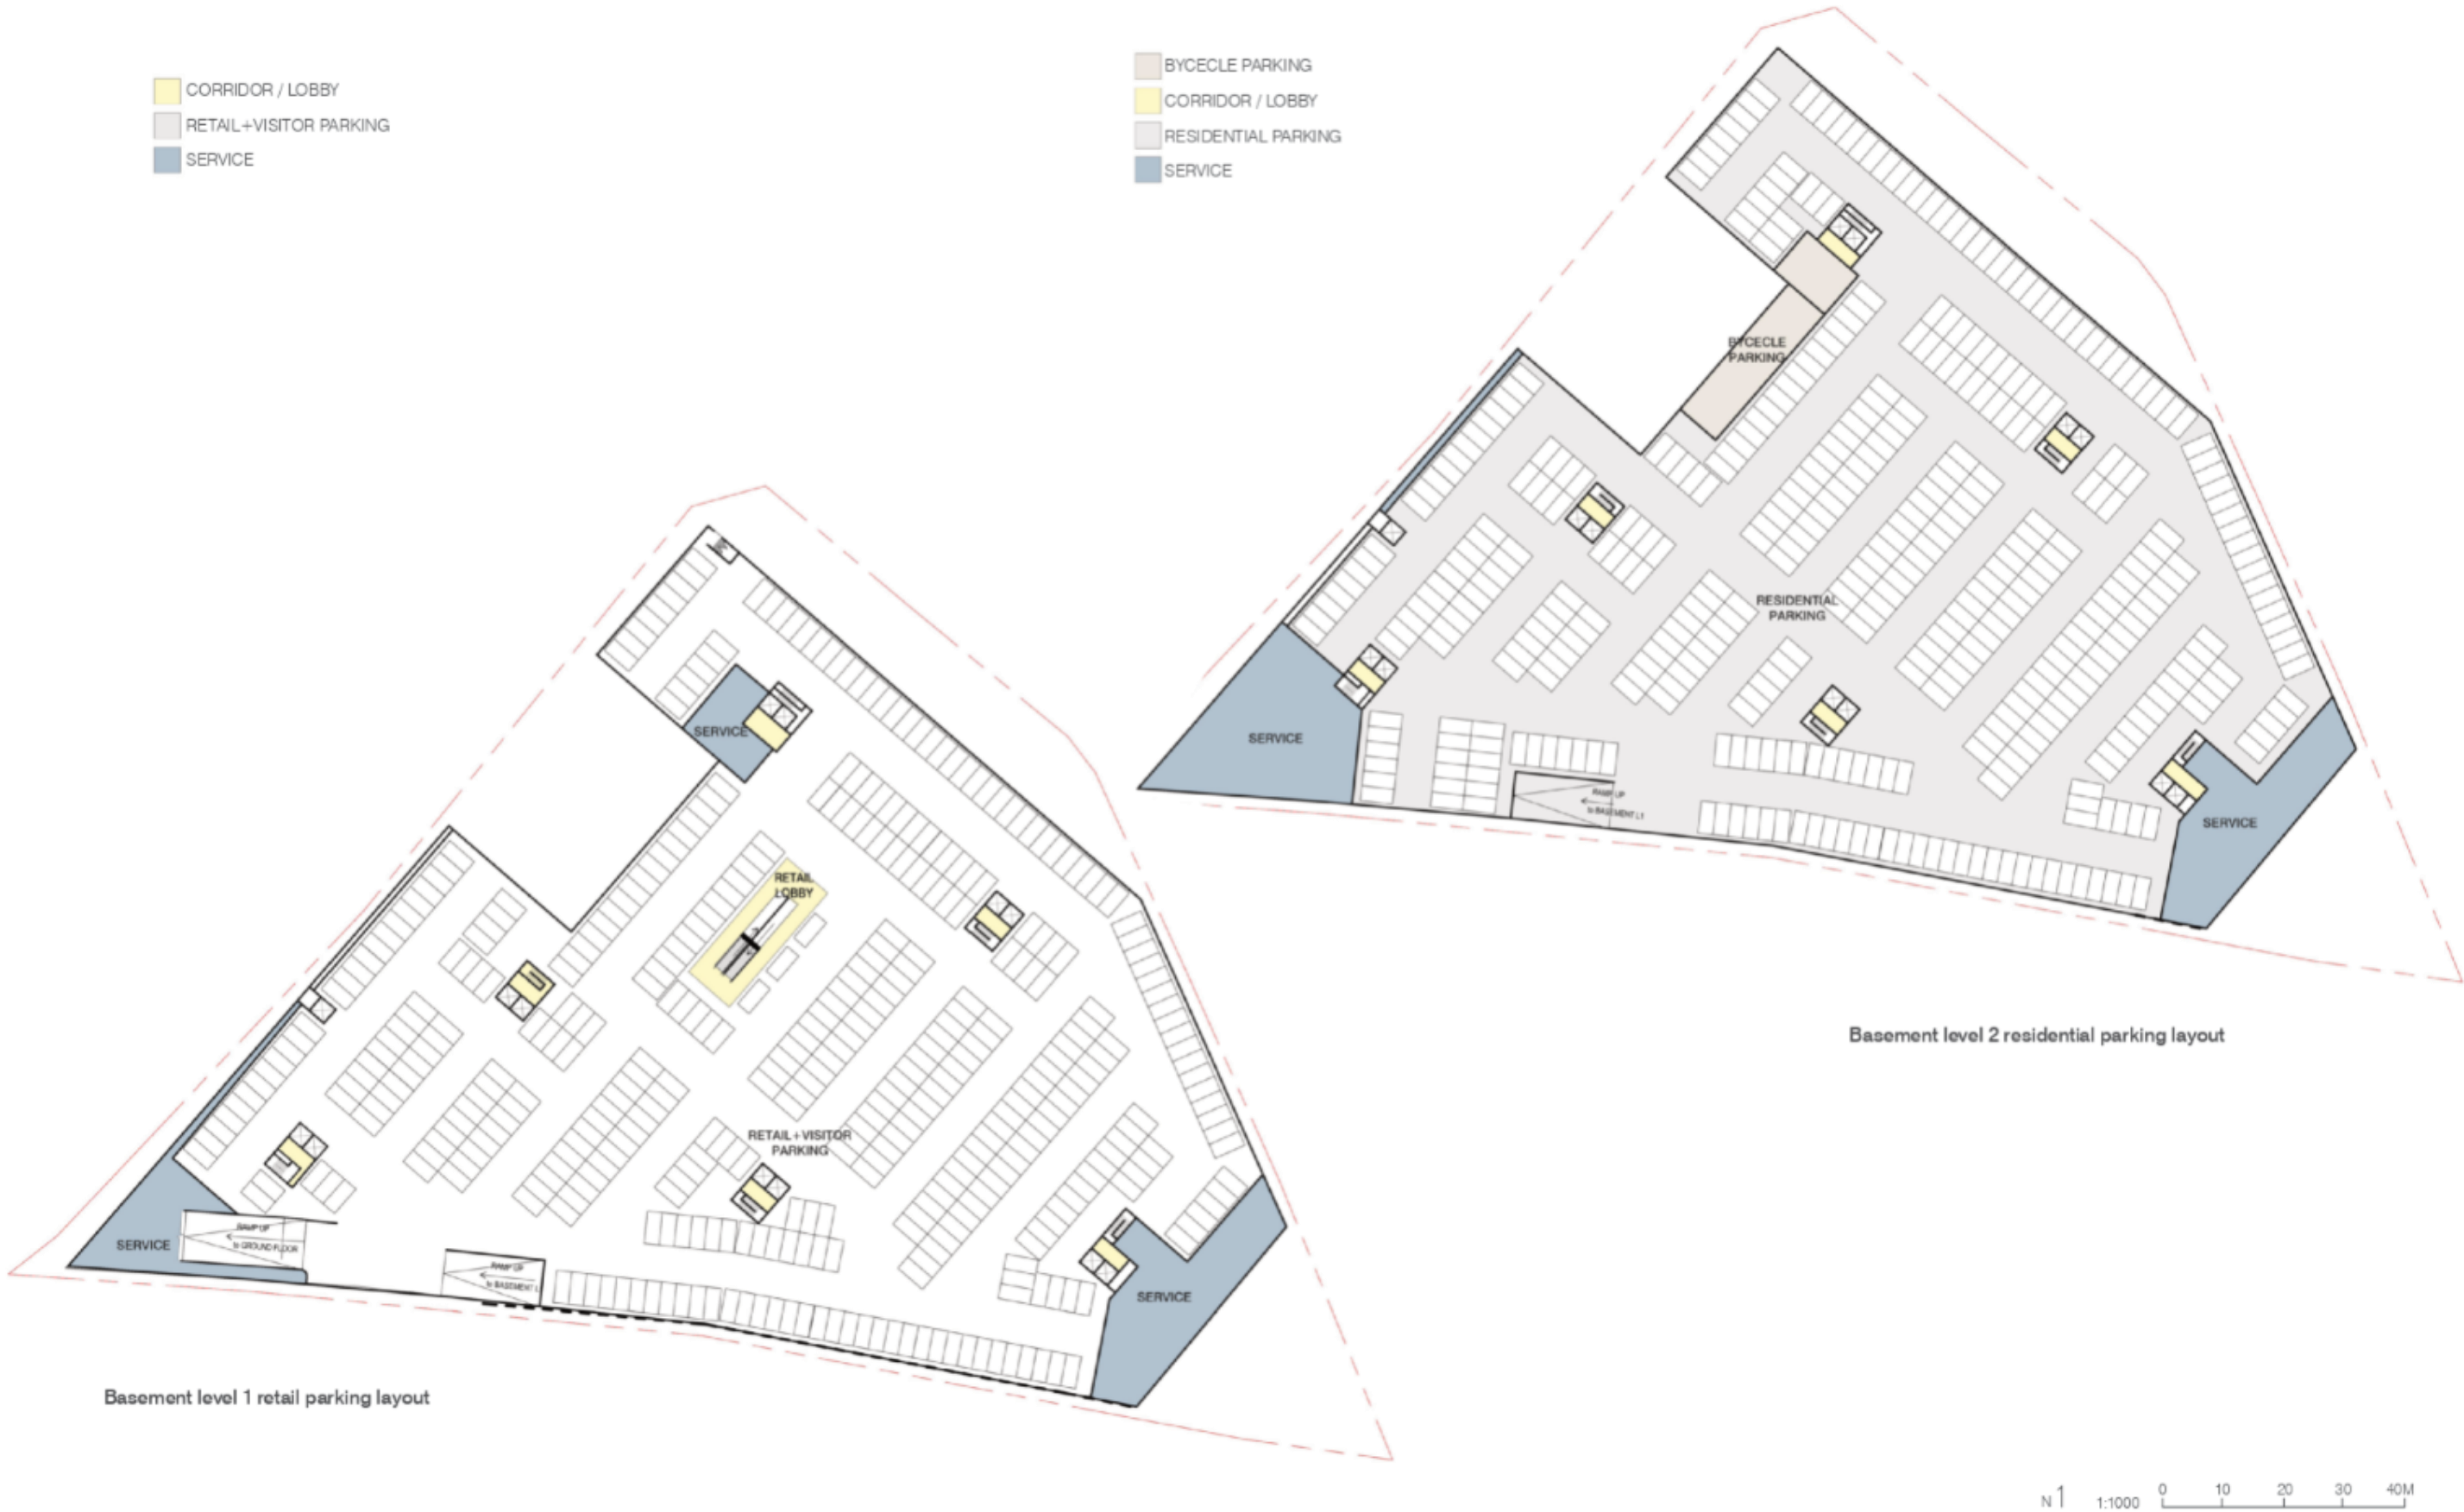 CORRIDOR / LOBBY
RETAIL+VISITOR PARKING
SERVICE
BYCECLE PARKING
CORRIDOR / LOBBY
RESIDENTIAL PARKING
SERVICE
BYCECLE
PARKING
RESIDENTIAL
PARKING
SERVICE
RAMP UP
to BASEMENT L1
SERVICE
Basement level 2 residential parking layout
SERVICE
RETAIL
LOBBY
RETAIL+VISITOR
PARKING
SERVICE
RAMP UP
to GROUND FLOOR
RAMP UP
to BASEMENT L
SERVICE
Basement level 1 retail parking layout
N 1:1000 0 10 20 30 40M